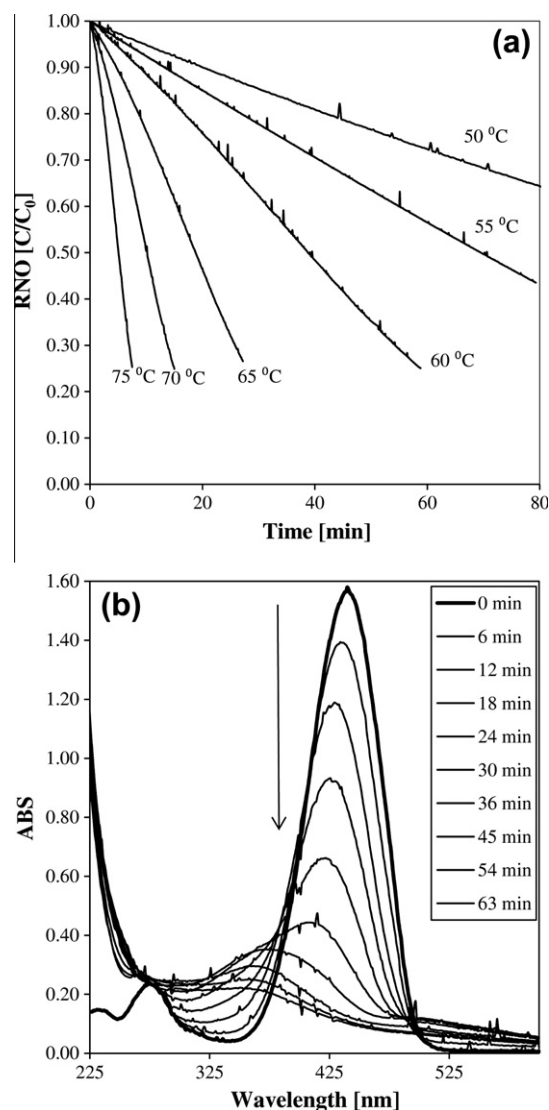 (a)
RNO [C/C0]
1.00
0.90
0.80
0.70
0.60
0.50
0.40
0.30
0.20
0.10
0.00
50 ⁰C
55 ⁰C
60 ⁰C
75 ⁰C 70 ⁰C 65 ⁰C
0 20 40 60 80
Time [min]
(b)
ABS
1.60
1.40
1.20
1.00
0.80
0.60
0.40
0.20
0.00
0 min
6 min
12 min
18 min
24 min
30 min
36 min
45 min
54 min
63 min
225 325 425 525
Wavelength [nm]